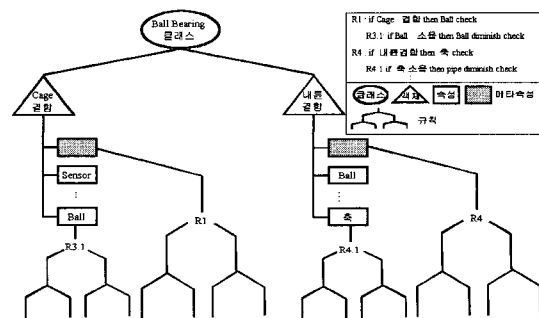 Ball Bearing
클래스
R1 : if Cage 결함 then Ball check
R3.1 if Ball 소음 then Ball diminish check
R4 : if 내륜결함 then 축 check
R4.1 if 축 소음 then pipe diminish check
클래스
객체
속성
메타속성
규칙
Cage
결함
내륜
결함
Sensor
⋮
Ball
R3.1
R1
Ball
⋮
축
R4.1
R4